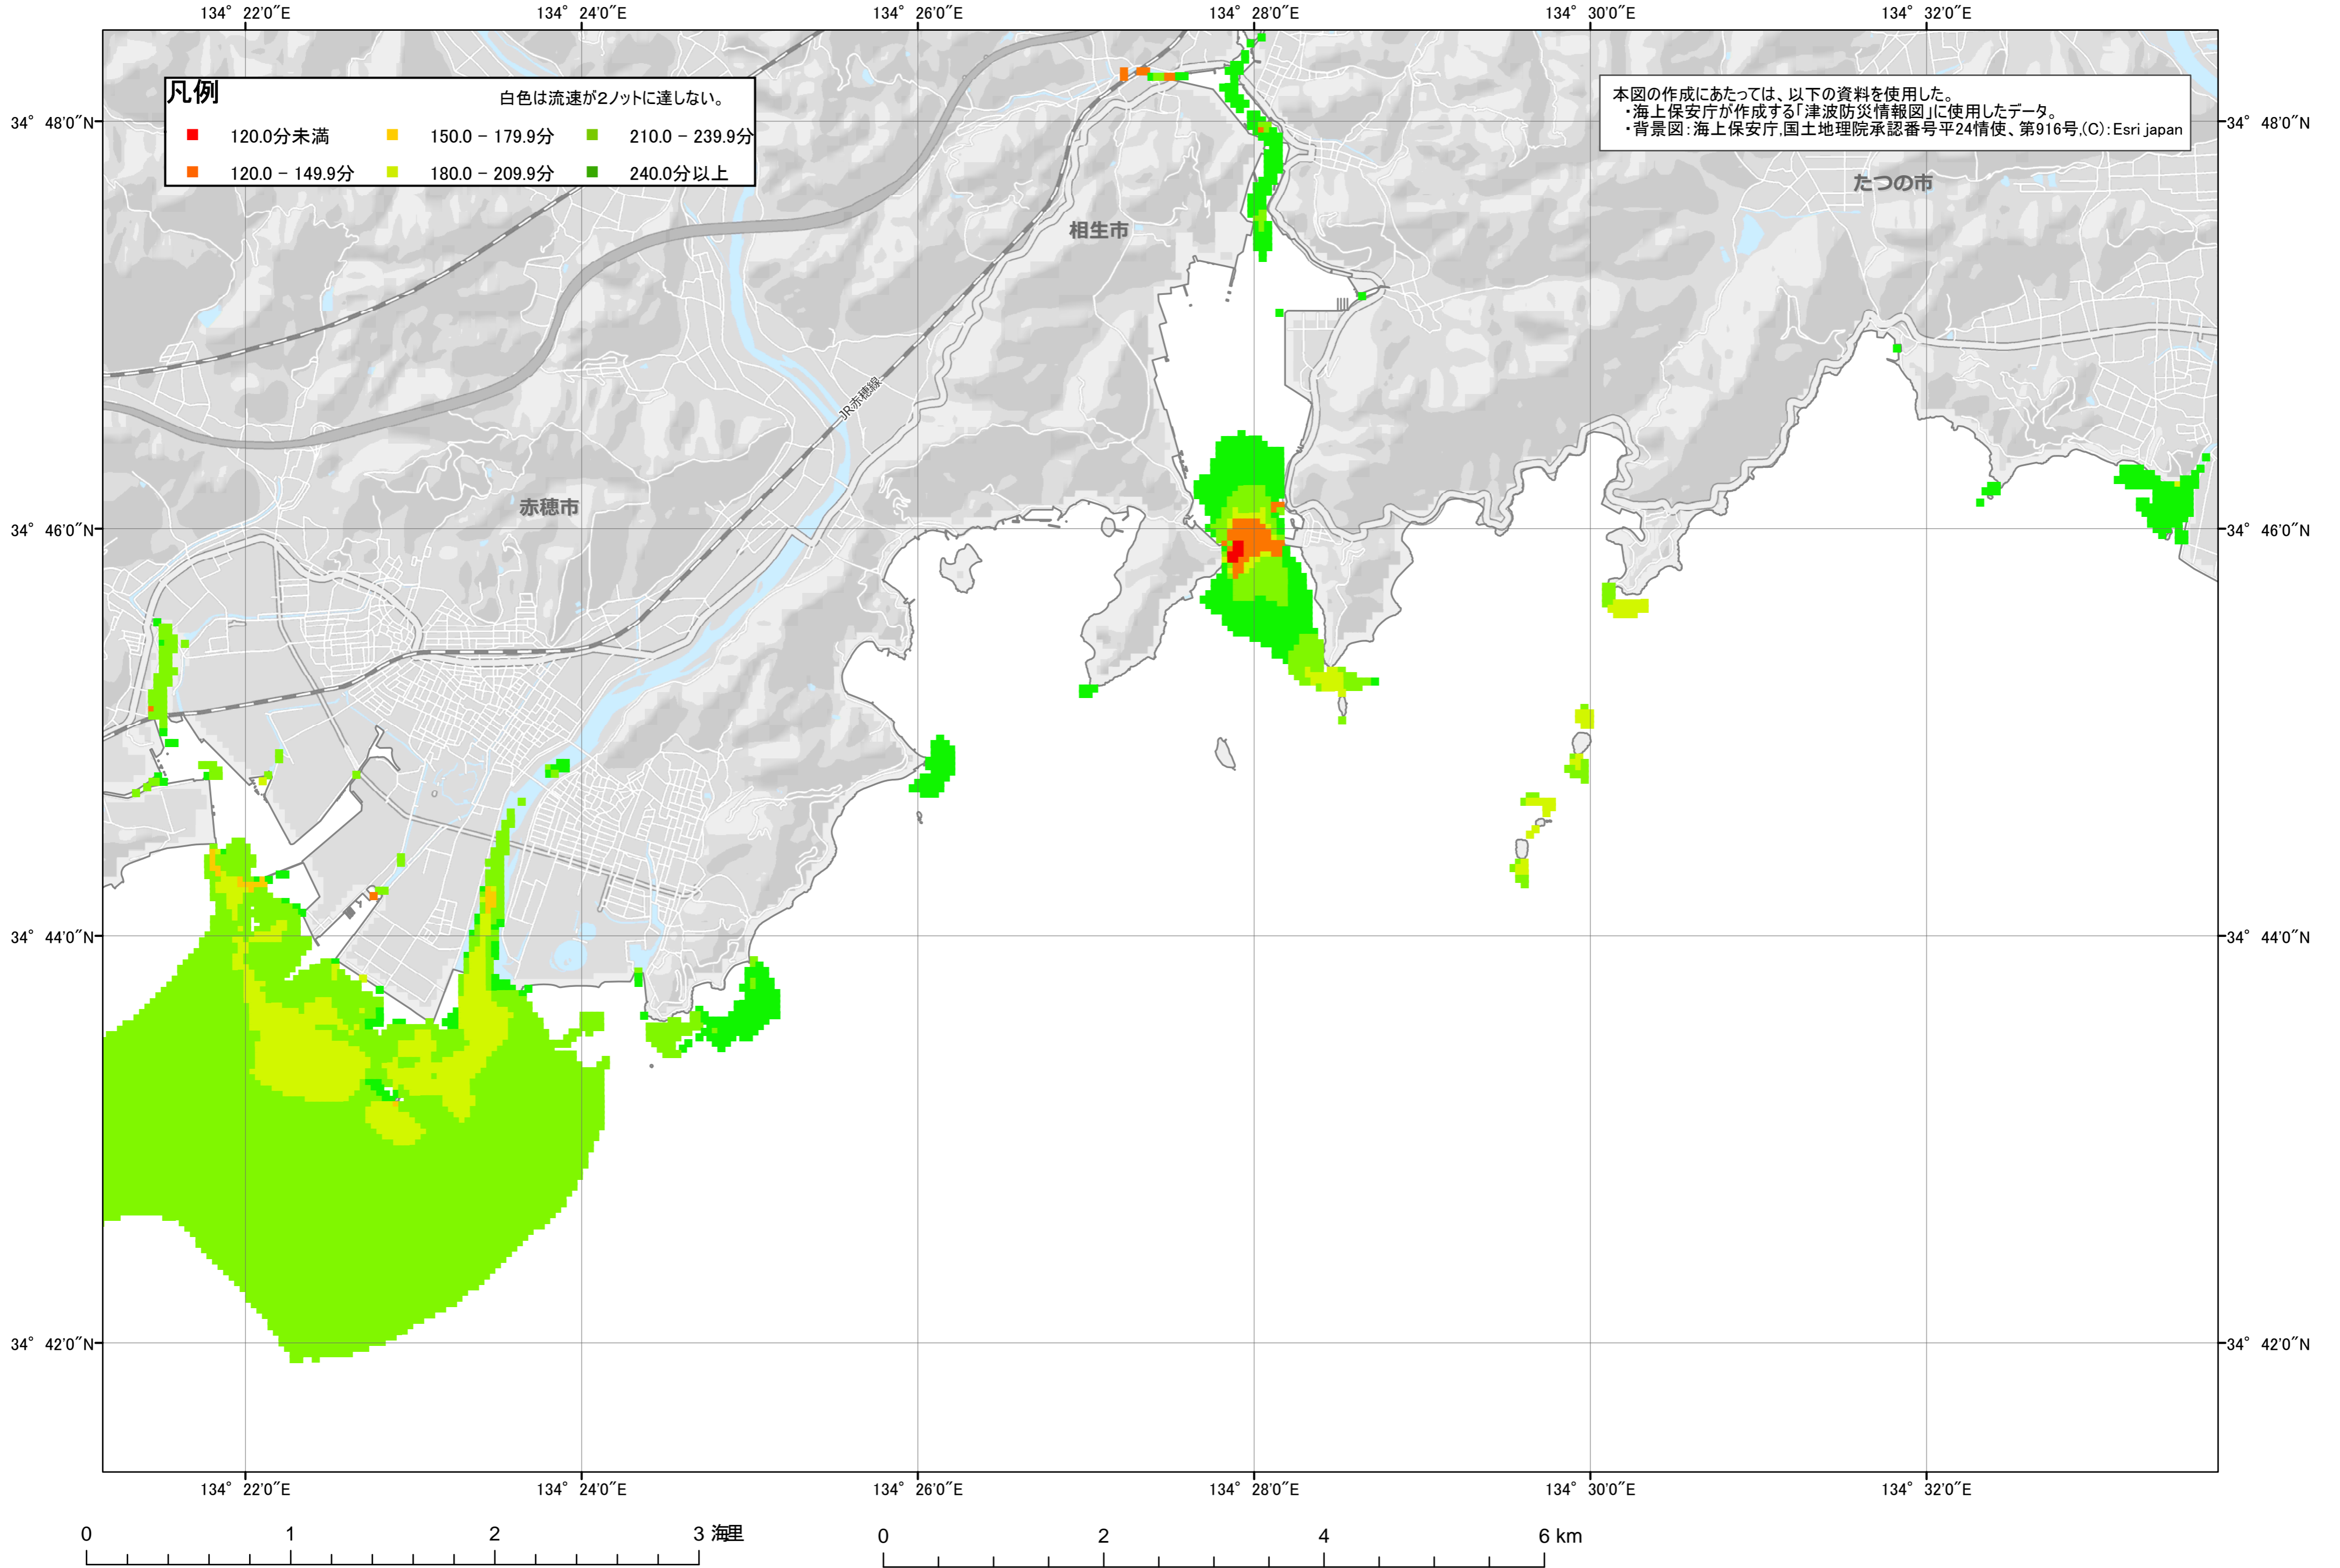 134° 22'0"E
134° 24'0"E
134° 26'0"E
134° 28'0"E
134° 30'0"E
134° 32'0"E
凡例
白色は流速が2ノットに達しない。
120.0分未満
150.0 - 179.9分
210.0 - 239.9分
120.0 - 149.9分
180.0 - 209.9分
240.0分以上
本図の作成にあたっては、以下の資料を使用した。
・海上保安庁が作成する「津波防災情報図」に使用したデータ。
・背景図:海上保安庁,国土地理院承認番号平24情使、第916号,(C):Esri japan
34° 48'0"N
34° 48'0"N
たつの市
相生市
JR赤穂線
赤穂市
34° 46'0"N
34° 46'0"N
34° 44'0"N
34° 44'0"N
34° 42'0"N
34° 42'0"N
134° 22'0"E
134° 24'0"E
134° 26'0"E
134° 28'0"E
134° 30'0"E
134° 32'0"E
0 1 2 3 海里
0 2 4 6 km